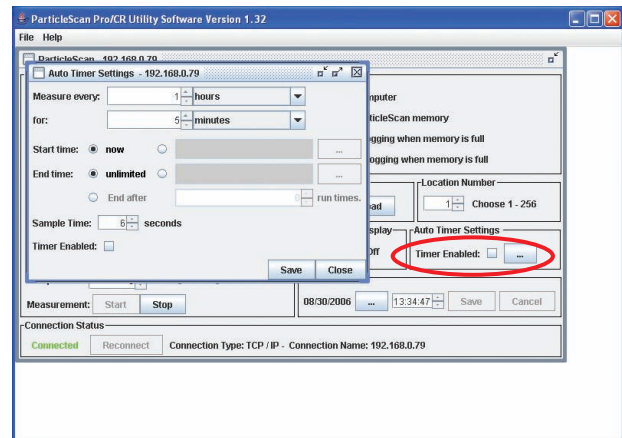 ParticleScan Pro/CR Utility Software Version 1.32
File Help
ParticleScan 192.168.0.79
Auto Timer Settings - 192.168.0.79
Measure every: 1 hours
for: 5 minutes
Start time: now ...
End time: unlimited ...
End after run times.
Sample Time: 6 seconds
Timer Enabled:
Save Close
mputer
ticleScan memory
ogging when memory is full
ogging when memory is full
Location Number
ad 1 Choose 1 - 256
splay Auto Timer Settings
Off Timer Enabled: ...
Measurement: Start Stop
08/30/2006 ... 13:34:47 Save Cancel
Connection Status
Connected Reconnect Connection Type: TCP / IP - Connection Name: 192.168.0.79